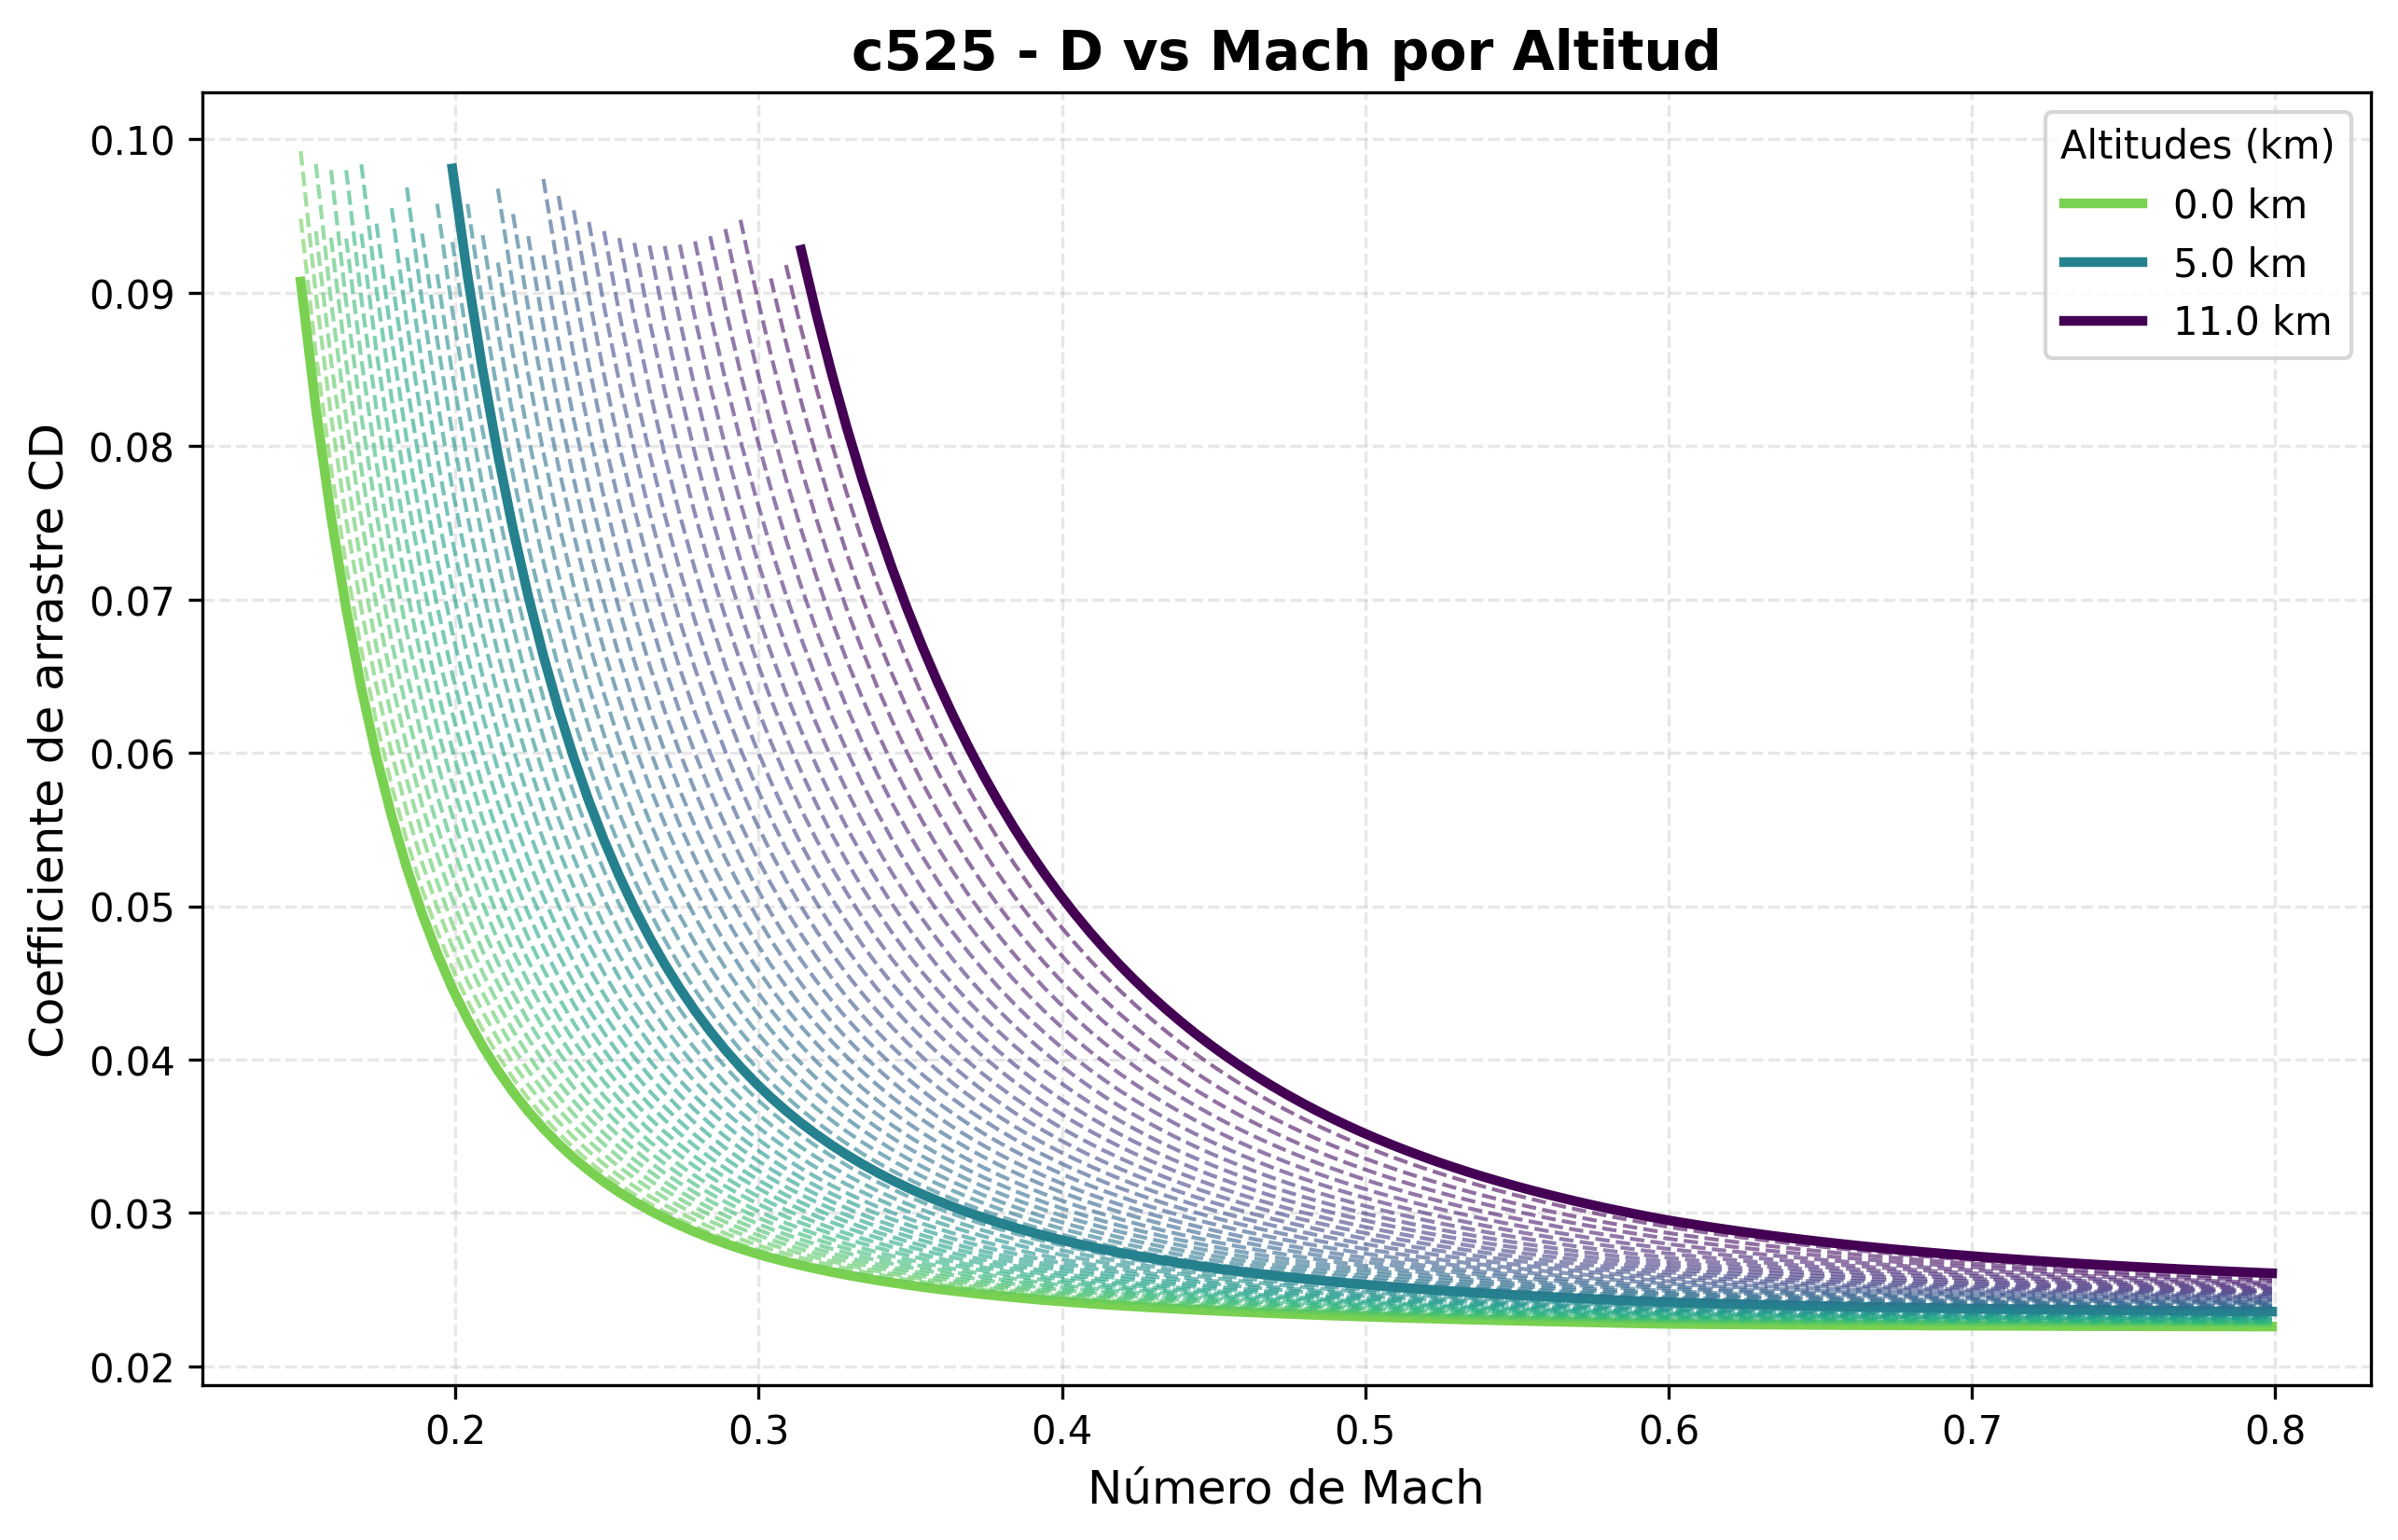 c525 - D vs Mach por Altitud
Altitudes (km)
0.0 km
5.0 km
11.0 km
Coefficiente de arrastre CD
0.10
0.09
0.08
0.07
0.06
0.05
0.04
0.03
0.02
0.2 0.3 0.4 0.5 0.6 0.7 0.8
Número de Mach